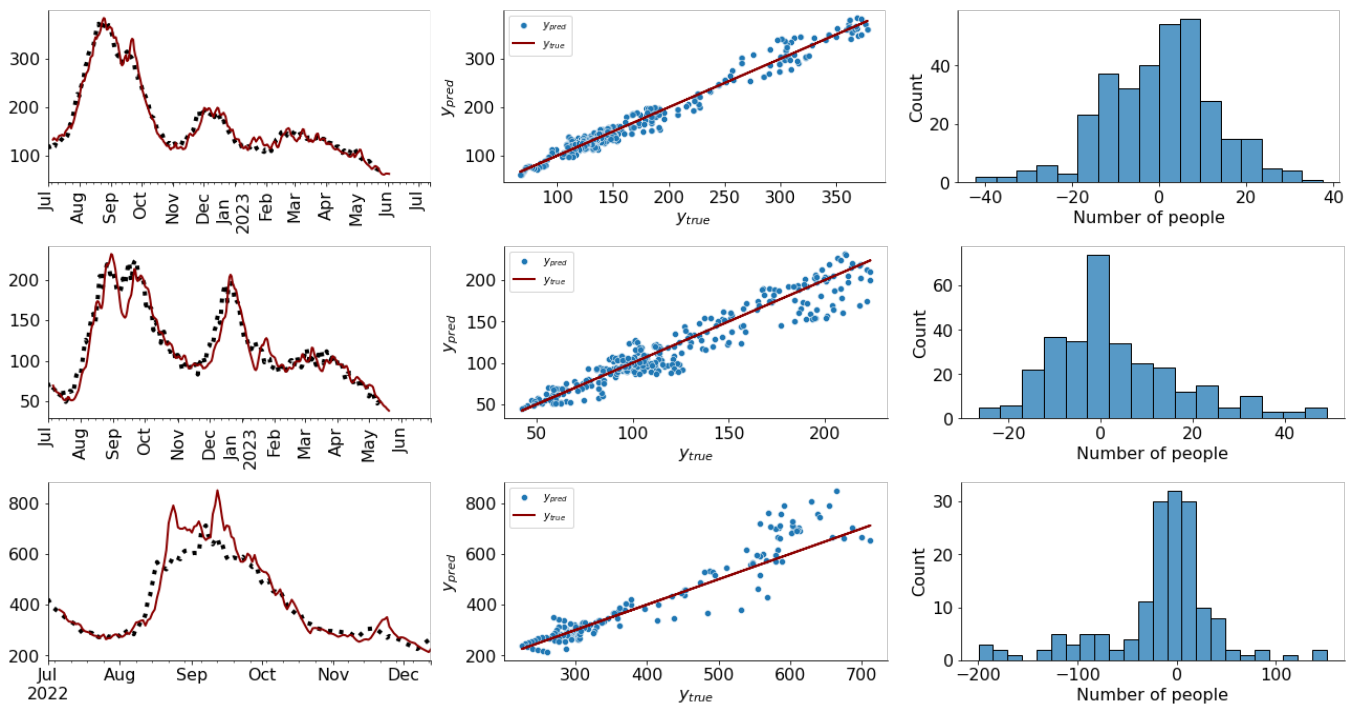 300
200
100
Jul
Aug
Sep
Oct
Nov
Dec
Jan
2023
Feb
Mar
Apr
May
Jun
Jul
y_pred
300
200
100
y_pred
y_true
100 150 200 250 300 350
y_true
Count
40
20
0
−40 −20 0 20 40
Number of people
200
150
100
50
Jul
Aug
Sep
Oct
Nov
Dec
Jan
2023
Feb
Mar
Apr
May
Jun
y_pred
200
150
100
50
y_pred
y_true
50 100 150 200
y_true
Count
60
40
20
0
−20 0 20 40
Number of people
800
600
400
200
Jul Aug Sep Oct Nov Dec
2022
y_pred
800
600
400
200
y_pred
y_true
300 400 500 600 700
y_true
Count
30
20
10
0
−200 −100 0 100
Number of people